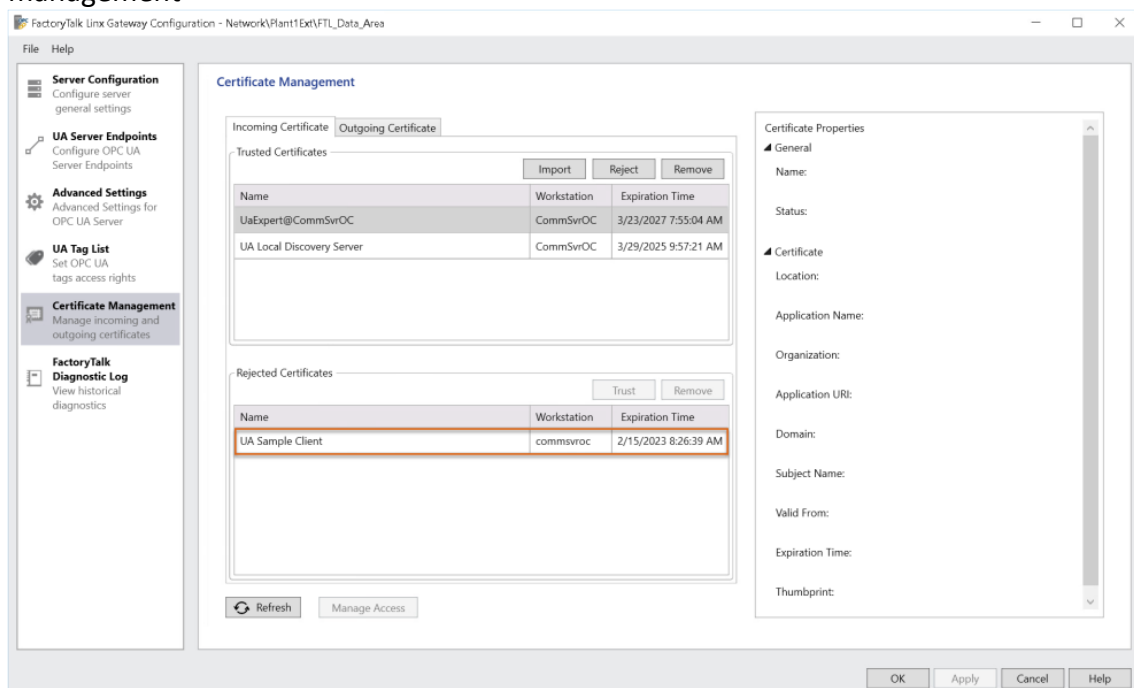 management
FactoryTalk Linx Gateway Configuration - Network\Plant1Ext\FTL_Data_Area
File Help
Server Configuration
Configure server
general settings
UA Server Endpoints
Configure OPC UA
Server Endpoints
Advanced Settings
Advanced Settings for
OPC UA Server
UA Tag List
Set OPC UA
tags access rights
Certificate Management
Manage incoming and
outgoing certificates
FactoryTalk
Diagnostic Log
View historical
diagnostics
Certificate Management
Incoming Certificate Outgoing Certificate
Trusted Certificates
Import Reject Remove
Name Workstation Expiration Time
UaExpert@CommSvrOC CommSvrOC 3/23/2027 7:55:04 AM
UA Local Discovery Server CommSvrOC 3/29/2025 9:57:21 AM
Rejected Certificates
Trust Remove
Name Workstation Expiration Time
UA Sample Client commsvroc 2/15/2023 8:26:39 AM
Refresh Manage Access
Certificate Properties
General
Name:
Status:
Certificate
Location:
Application Name:
Organization:
Application URI:
Domain:
Subject Name:
Valid From:
Expiration Time:
Thumbprint:
OK Apply Cancel Help